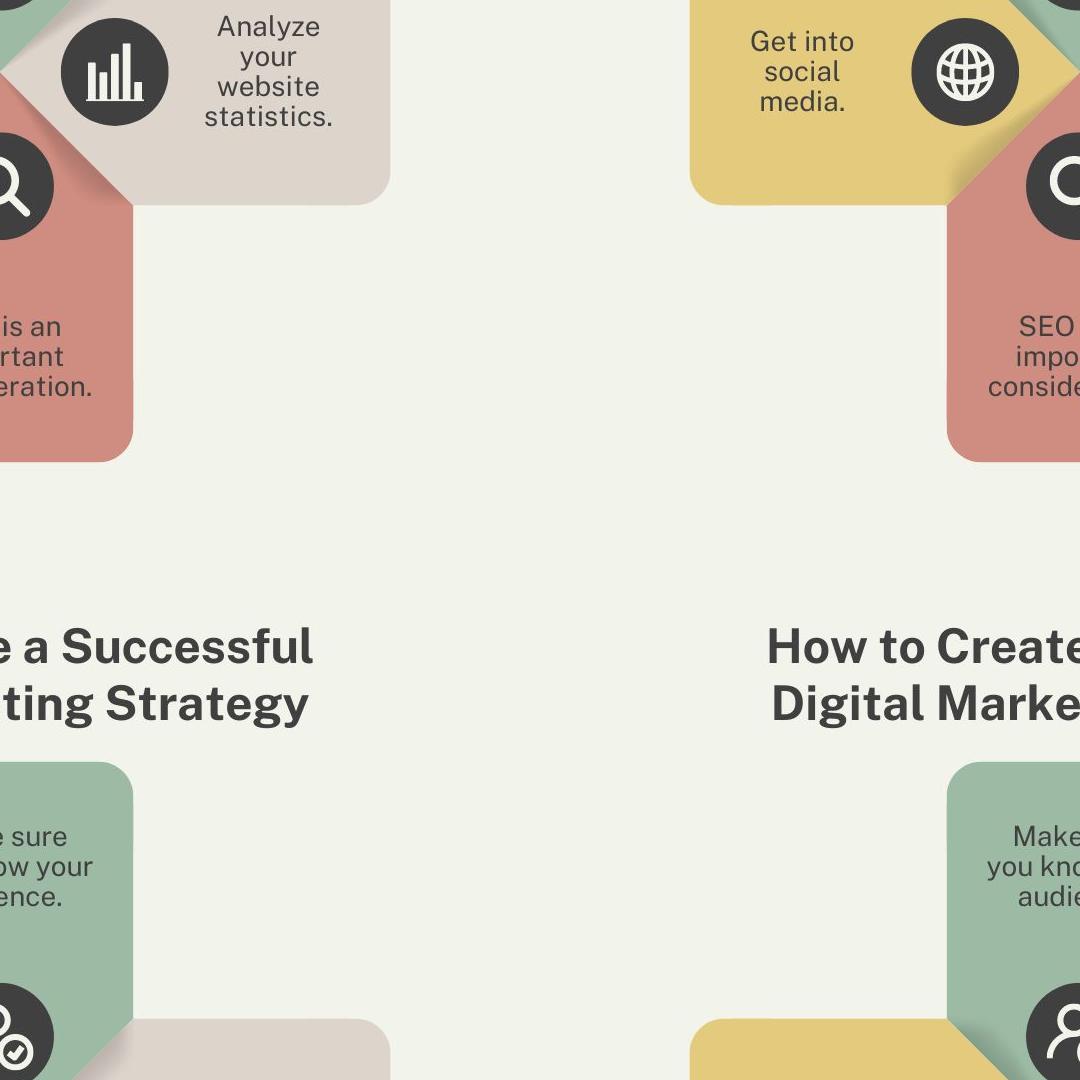 Analyze
your
website
statistics.
Get into
social
media.
is an
rtant
eration.
SEO
impo
conside
e a Successful
ting Strategy
How to Create
Digital Marke
e sure
ow your
ence.
Make
you kno
audie